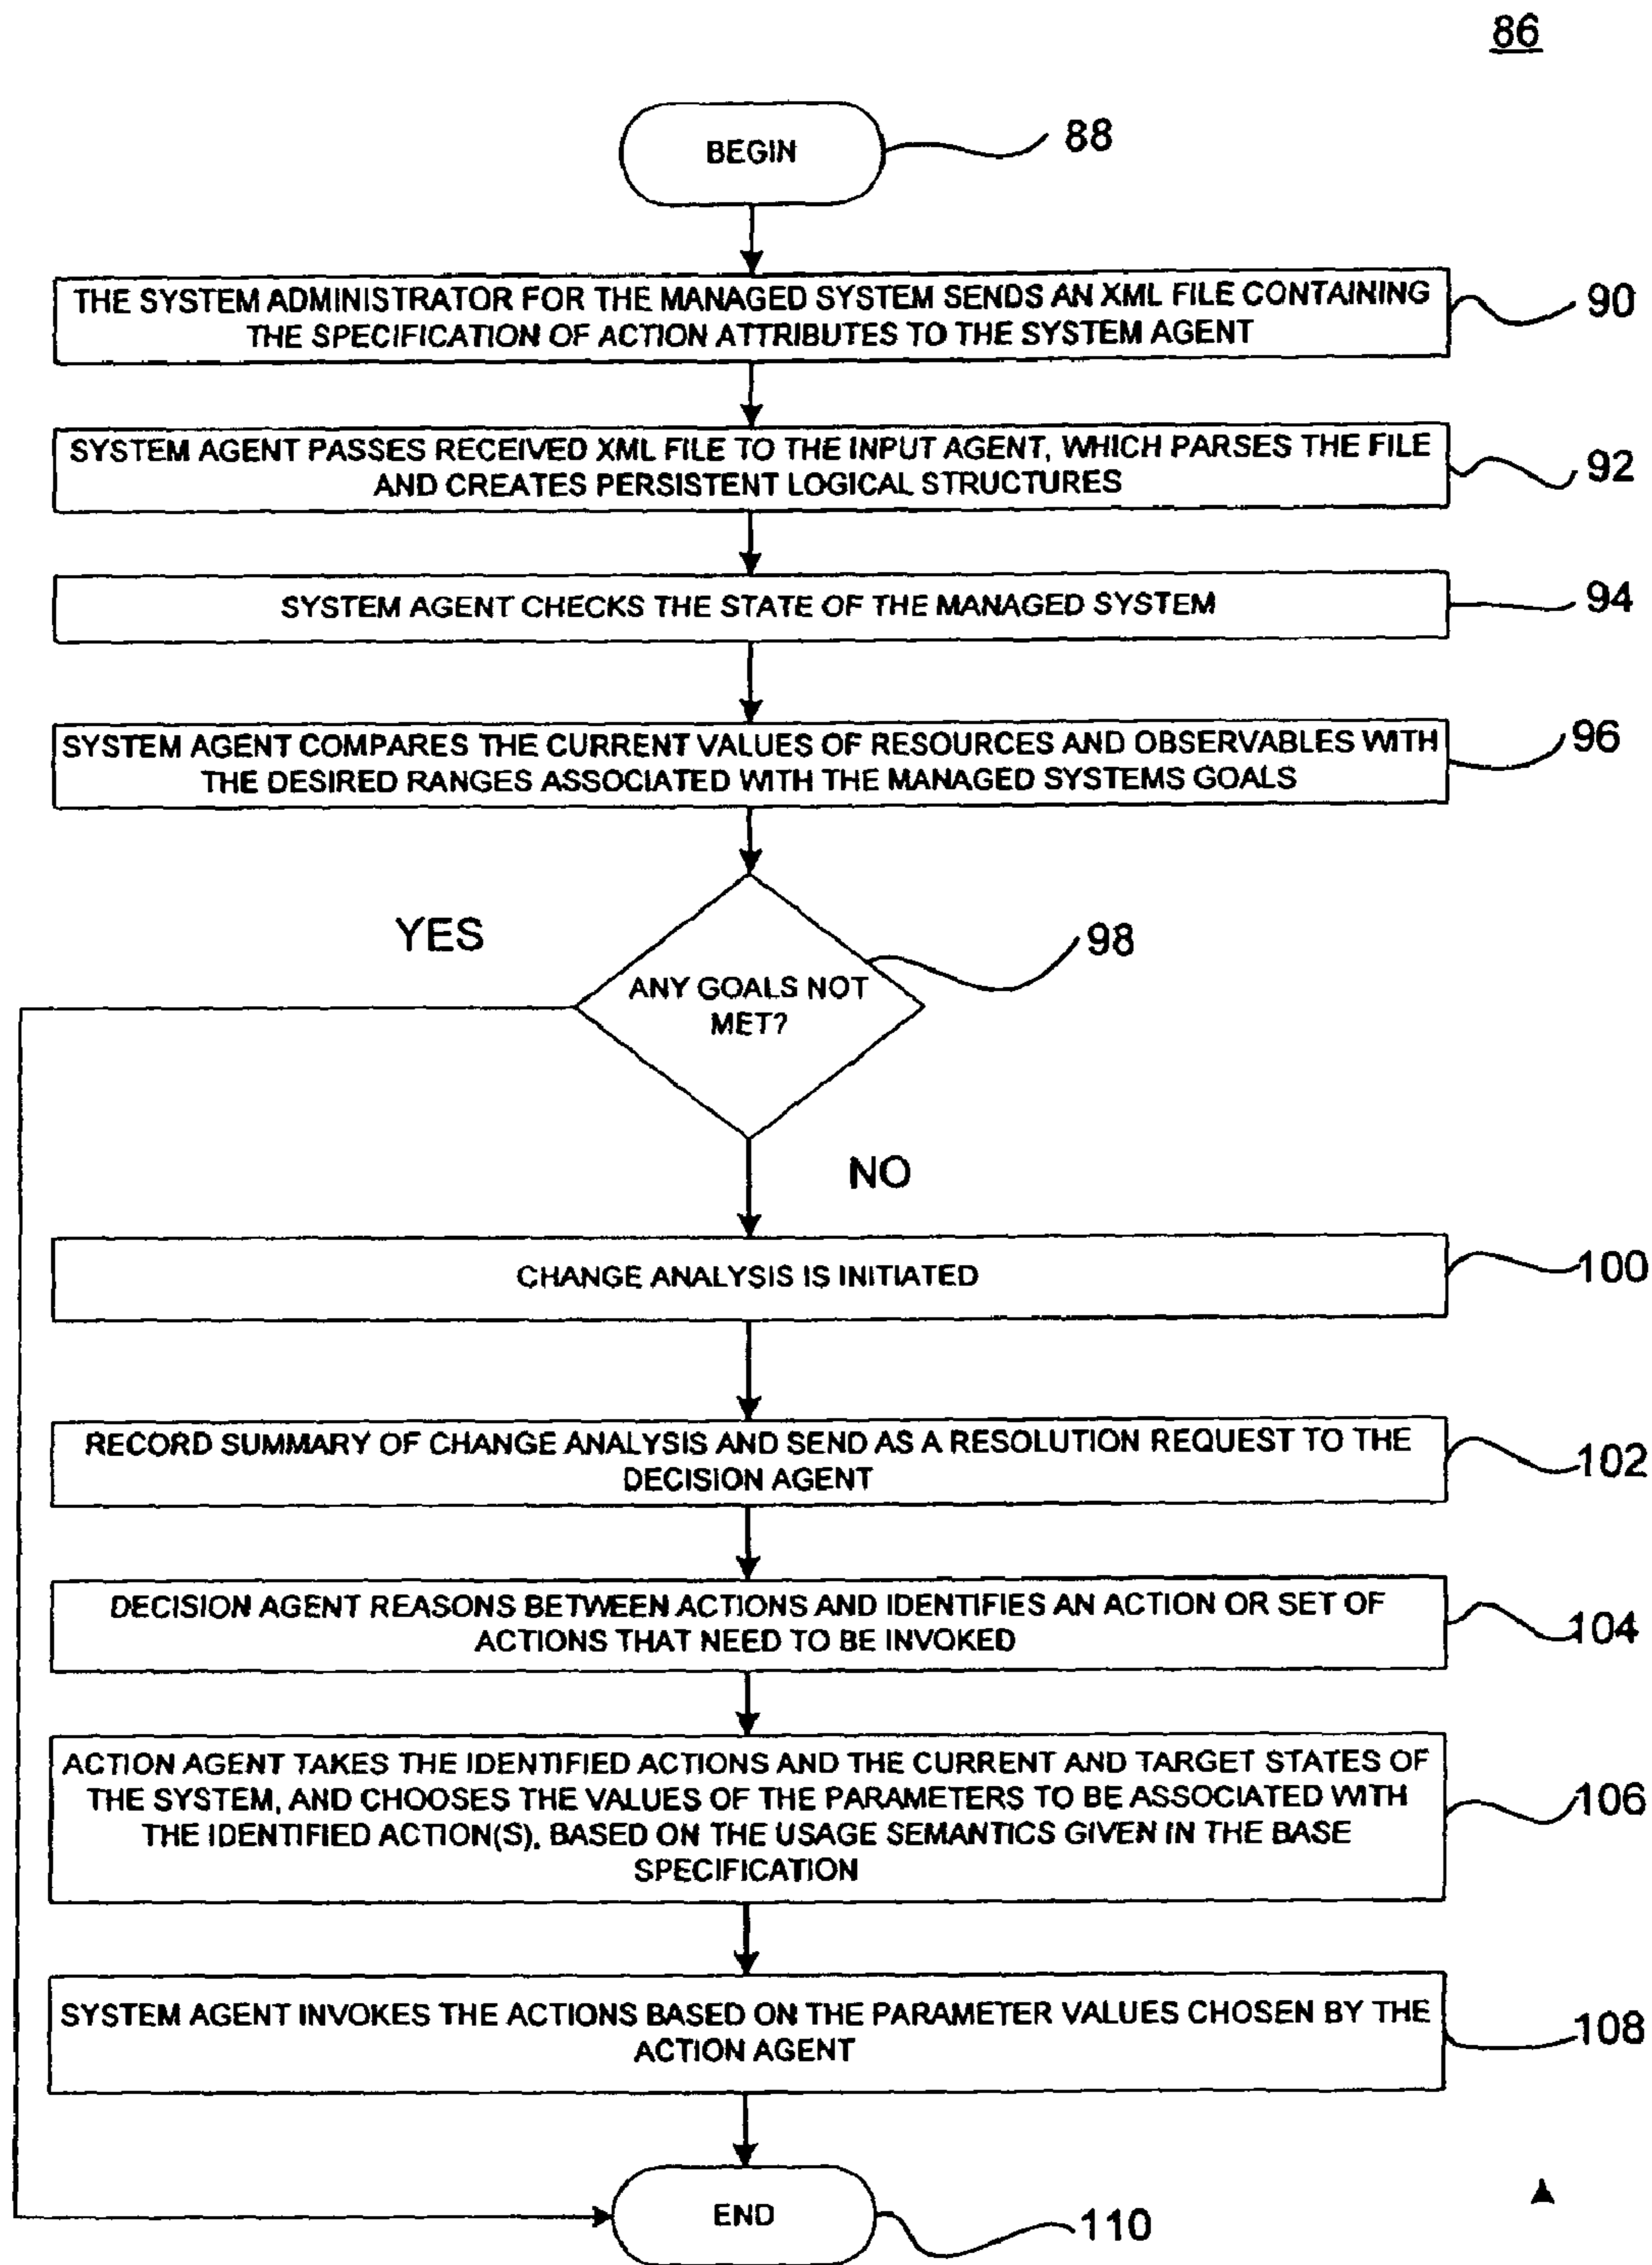 86
BEGIN
88
THE SYSTEM ADMINISTRATOR FOR THE MANAGED SYSTEM SENDS AN XML FILE CONTAINING
THE SPECIFICATION OF ACTION ATTRIBUTES TO THE SYSTEM AGENT
90
SYSTEM AGENT PASSES RECEIVED XML FILE TO THE INPUT AGENT, WHICH PARSES THE FILE
AND CREATES PERSISTENT LOGICAL STRUCTURES
92
SYSTEM AGENT CHECKS THE STATE OF THE MANAGED SYSTEM
94
SYSTEM AGENT COMPARES THE CURRENT VALUES OF RESOURCES AND OBSERVABLES WITH
THE DESIRED RANGES ASSOCIATED WITH THE MANAGED SYSTEMS GOALS
96
YES
98
ANY GOALS NOT
MET?
NO
CHANGE ANALYSIS IS INITIATED
100
RECORD SUMMARY OF CHANGE ANALYSIS AND SEND AS A RESOLUTION REQUEST TO THE
DECISION AGENT
102
DECISION AGENT REASONS BETWEEN ACTIONS AND IDENTIFIES AN ACTION OR SET OF
ACTIONS THAT NEED TO BE INVOKED
104
ACTION AGENT TAKES THE IDENTIFIED ACTIONS AND THE CURRENT AND TARGET STATES OF
THE SYSTEM, AND CHOOSES THE VALUES OF THE PARAMETERS TO BE ASSOCIATED WITH
THE IDENTIFIED ACTION(S), BASED ON THE USAGE SEMANTICS GIVEN IN THE BASE
SPECIFICATION
106
SYSTEM AGENT INVOKES THE ACTIONS BASED ON THE PARAMETER VALUES CHOSEN BY THE
ACTION AGENT
108
END
110